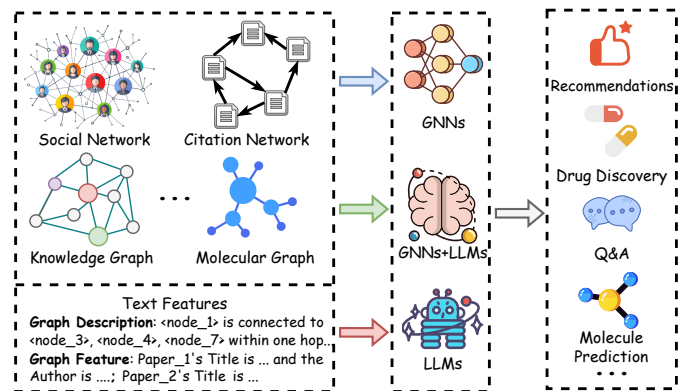 Social Network
Citation Network
Knowledge Graph
Molecular Graph
Text Features
Graph Description: <node_1> is connected to
<node_3>, <node_4>, <node_7> within one hop...
Graph Feature: Paper_1's Title is ... and the
Author is ....; Paper_2's Title is ...
GNNs
GNNs+LLMs
LLMs
Recommendations
Drug Discovery
Q&A
Molecule
Prediction